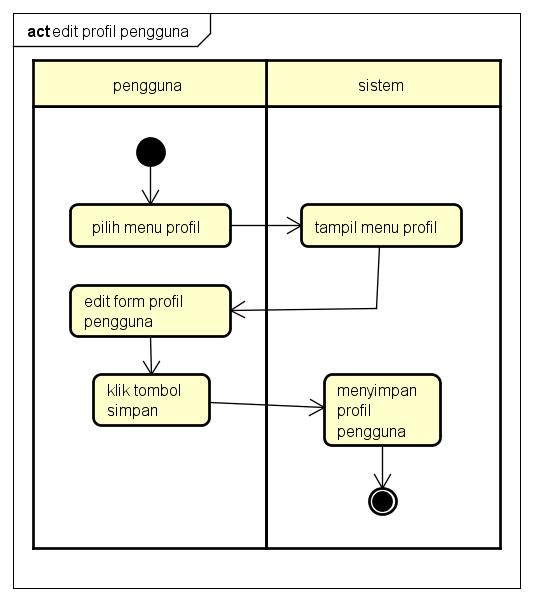 act edit profil pengguna
pengguna
sistem
pilih menu profil
tampil menu profil
edit form profil
pengguna
klik tombol
simpan
menyimpan
profil
pengguna